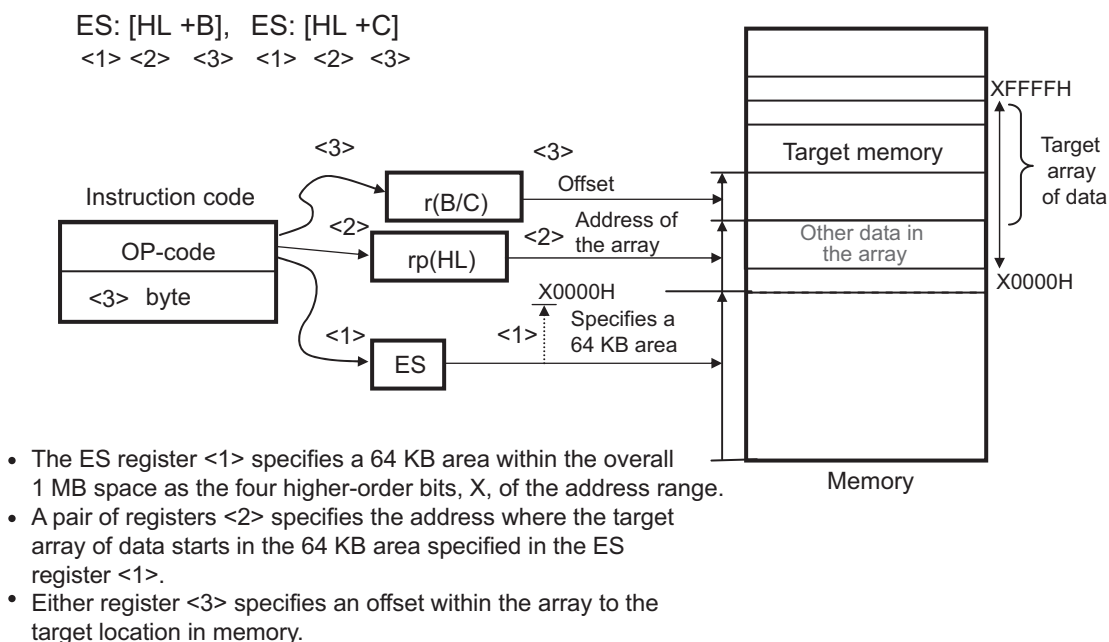 ES: [HL +B], ES: [HL +C]
<1> <2> <3> <1> <2> <3>
XFFFFH
<3>
<3>
Target memory
Target
array
of data
Instruction code
r(B/C)
Offset
OP-code
<2>
rp(HL)
<2>
Address of
the array
Other data in
the array
<3> byte
X0000H
X0000H
<1>
ES
<1>
Specifies a
64 KB area
Memory
• The ES register <1> specifies a 64 KB area within the overall
1 MB space as the four higher-order bits, X, of the address range.
• A pair of registers <2> specifies the address where the target
array of data starts in the 64 KB area specified in the ES
register <1>.
• Either register <3> specifies an offset within the array to the
target location in memory.